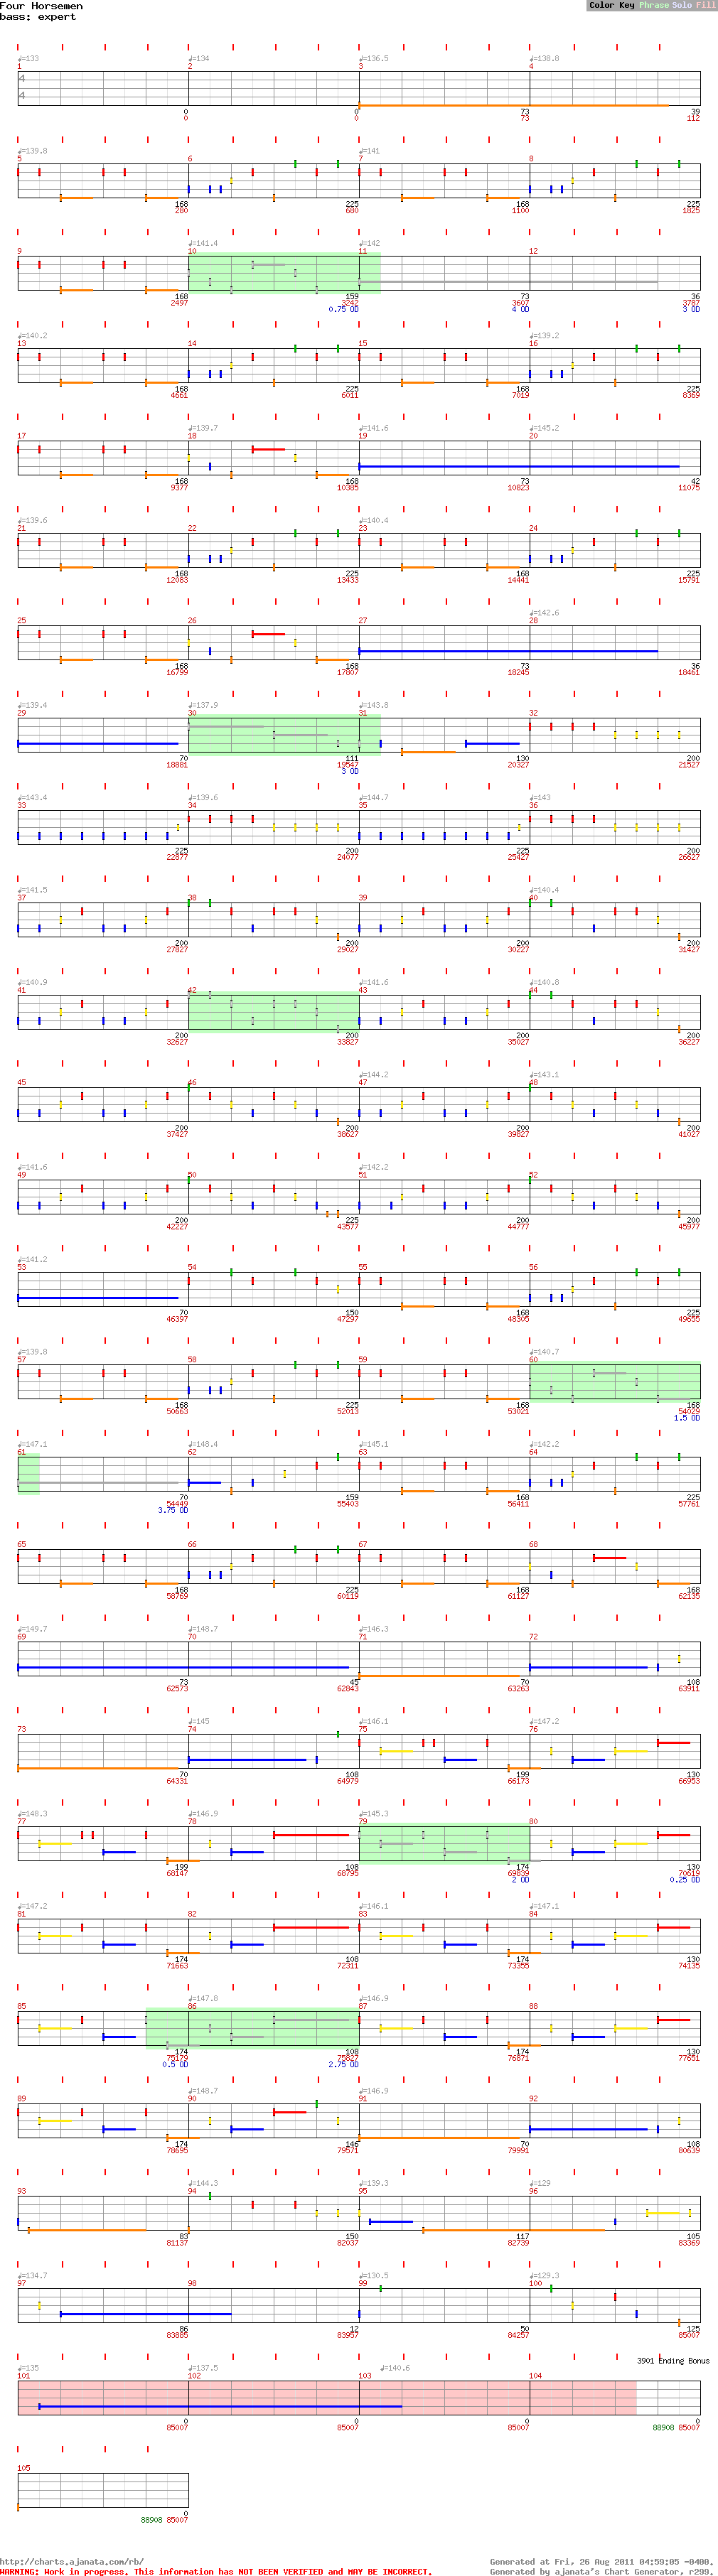 Four Horsemen
Color Key Phrase Solo Fill
bass: expert
♩=133 ♩=134 ♩=136.5 ♩=138.8
1 2 3 4
4
4
0 0 73 39
0 73 112
♩=139.8 ♩=141
5 6 7 8
168 225 168 225
280 680 1100 1825
♩=141.4 ♩=142
9 10 11 12
168 159 73 36
2497 3242 3607 3787
0.75 OD 4 OD 3 OD
♩=140.2 ♩=139.2
13 14 15 16
168 225 168 225
4661 6011 7019 8369
♩=139.7 ♩=141.6 ♩=145.2
17 18 19 20
168 168 73 42
9377 10385 10823 11075
♩=139.6 ♩=140.4
21 22 23 24
168 225 168 225
12083 13433 14441 15791
♩=142.6
25 26 27 28
168 168 73 36
16799 17807 18245 18461
♩=139.4 ♩=137.9 ♩=143.8
29 30 31 32
70 111 130 200
18881 19547 20327 21527
3 OD
♩=143.4 ♩=139.6 ♩=144.7 ♩=143
33 34 35 36
225 200 225 200
22877 24077 25427 26627
♩=141.5 ♩=140.4
37 38 39 40
200 200 200 200
27827 29027 30227 31427
♩=140.9 ♩=141.6 ♩=140.8
41 42 43 44
200 200 200 200
32627 33827 35027 36227
♩=144.2 ♩=143.1
45 46 47 48
200 200 200 200
37427 38627 39827 41027
♩=141.6 ♩=142.2
49 50 51 52
200 225 200 200
42227 43577 44777 45977
♩=141.2
53 54 55 56
70 150 168 225
46397 47297 48305 49655
♩=139.8 ♩=140.7
57 58 59 60
168 225 168 168
50663 52013 53021 54029
1.5 OD
♩=147.1 ♩=148.4 ♩=145.1 ♩=142.2
61 62 63 64
70 159 168 225
54449 55403 56411 57761
3.75 OD
65 66 67 68
168 225 168 168
58769 60119 61127 62135
♩=149.7 ♩=148.7 ♩=146.3
69 70 71 72
73 45 70 108
62573 62843 63263 63911
♩=145 ♩=146.1 ♩=147.2
73 74 75 76
70 108 199 130
64331 64979 66173 66953
♩=148.3 ♩=146.9 ♩=145.3
77 78 79 80
199 108 174 130
68147 68795 69839 70619
2 OD 0.25 OD
♩=147.2 ♩=146.1 ♩=147.1
81 82 83 84
174 108 174 130
71663 72311 73355 74135
♩=147.8 ♩=146.9
85 86 87 88
174 108 174 130
75179 75827 76871 77651
0.5 OD 2.75 OD
♩=148.7 ♩=146.9
89 90 91 92
174 146 70 108
78695 79571 79991 80639
♩=144.3 ♩=139.3 ♩=129
93 94 95 96
83 150 117 105
81137 82037 82739 83369
♩=134.7 ♩=130.5 ♩=129.3
97 98 99 100
86 12 50 125
83885 83957 84257 85007
3901 Ending Bonus
♩=135 ♩=137.5 ♩=140.6
101 102 103 104
0 0 0 0
85007 85007 85007 88908 85007
105
0
88908 85007
http://charts.ajanata.com/rb/
Generated at Fri, 26 Aug 2011 04:59:05 -0400.
WARNING: Work in progress. This information has NOT BEEN VERIFIED and MAY BE INCORRECT.
Generated by ajanata's Chart Generator, r299.